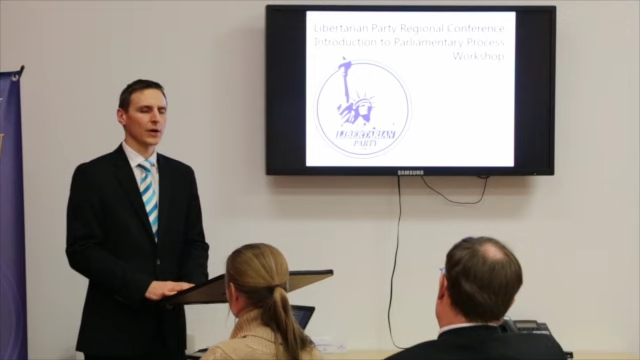 Libertarian Party Regional Conference
Introduction to Parliamentary Process
Workshop
LIBERTARIAN
PARTY
SAMSUNG